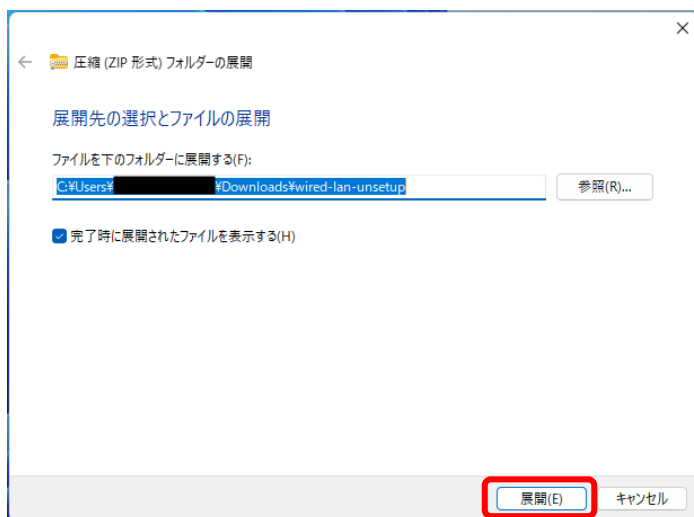 圧縮 (ZIP 形式) フォルダーの展開
展開先の選択とファイルの展開
ファイルを下のフォルダーに展開する(F):
C:¥Users¥ ¥Downloads¥wired-lan-unsetup
参照(R)...
完了時に展開されたファイルを表示する(H)
展開(E)
キャンセル